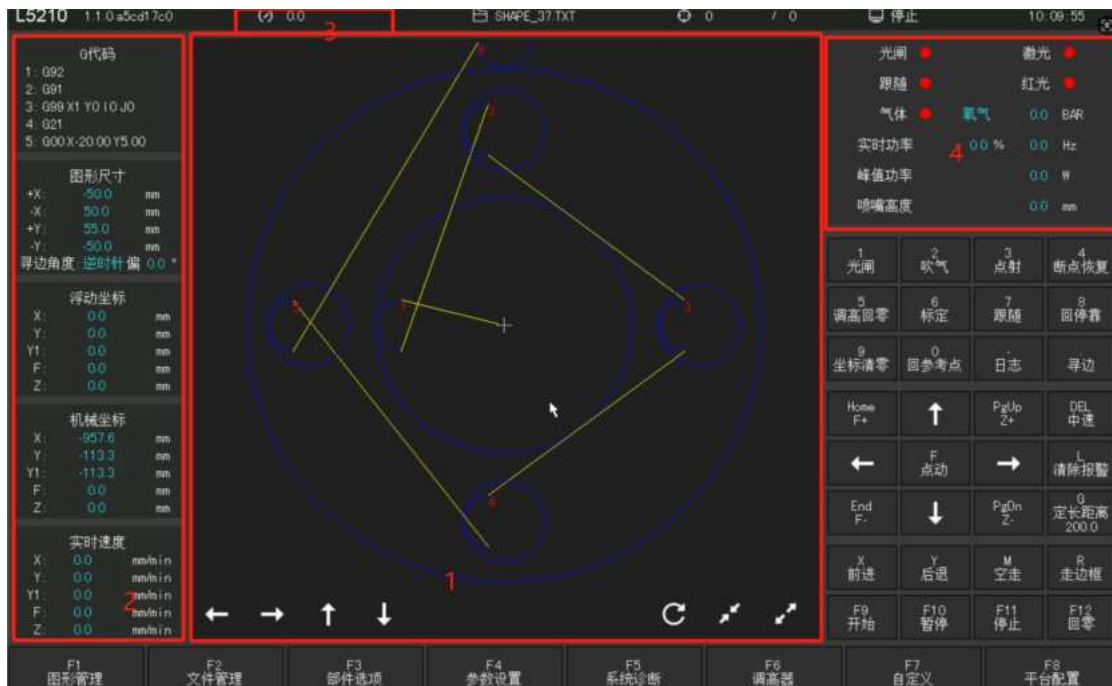 L5210 1.1.0.a5cd17c0 0.0 SHAPE_37.TXT 0 / 0 停止 10:09:55
3
G代码
1: G92
2: G91
3: G99 X1 Y0 I0 J0
4: G21
5: G00 X-20.00 Y5.00
图形尺寸
+X: -50.0 mm
-X: 50.0 mm
+Y: 55.0 mm
-Y: -50.0 mm
寻边角度 逆时针偏 0.0 °
浮动坐标
X: 0.0 mm
Y: 0.0 mm
Y1: 0.0 mm
F: 0.0 mm
Z: 0.0 mm
机械坐标
X: -957.6 mm
Y: -113.3 mm
Y1: -113.3 mm
F: 0.0 mm
Z: 0.0 mm
实时速度
X: 0.0 mm/min
Y: 0.0 mm/min
Y1: 0.0 mm/min
F: 0.0 mm/min
Z: 0.0 mm/min
2
3
4
1
光闸 激光
跟随 红光
气体 氧气 0.0 BAR
实时功率 0.0 % 0.0 Hz
峰值功率 0.0 W
喷嘴高度 0.0 mm
4
1 光闸 2 吹气 3 点射 4 断点恢复
5 调高回零 6 标定 7 跟随 8 回停靠
9 坐标清零 0 回参考点 . 日志 寻边
Home F+ PgUp Z+ DEL 中速
F 点动 L 清除报警
End F- PgDn Z- G 定长距离 200.0
X 前进 Y 后退 M 空走 R 走边框
F9 开始 F10 暂停 F11 停止 F12 回零
F1 图形管理 F2 文件管理 F3 部件选项 F4 参数设置 F5 系统诊断 F6 调高器 F7 自定义 F8 平台配置